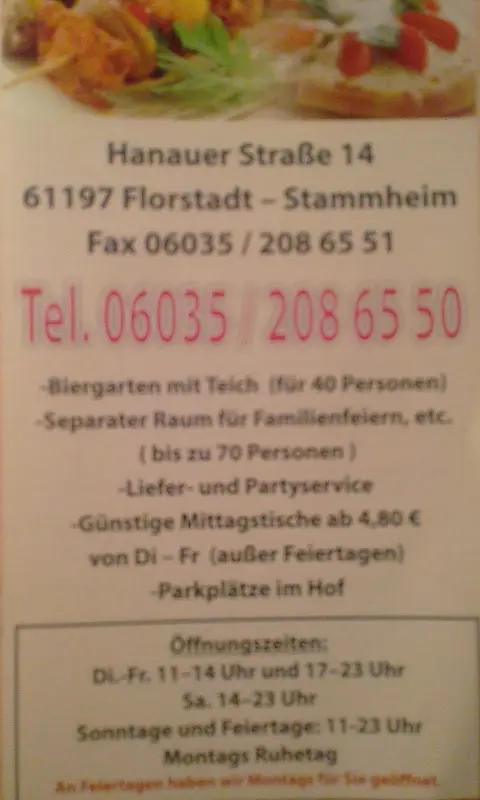 Hanauer Straße 14
61197 Florstadt – Stammheim
Fax 06035 / 208 65 51
Tel. 06035 / 208 65 50
-Biergarten mit Teich (für 40 Personen)
-Separater Raum für Familienfeiern, etc.
( bis zu 70 Personen )
-Liefer- und Partyservice
-Günstige Mittagstische ab 4,80 €
von Di – Fr (außer Feiertagen)
-Parkplätze im Hof
Öffnungszeiten:
Di.-Fr. 11–14 Uhr und 17–23 Uhr
Sa. 14–23 Uhr
Sonntage und Feiertage: 11-23 Uhr
Montags Ruhetag
An Feiertagen haben wir Montags für Sie geöffnet.